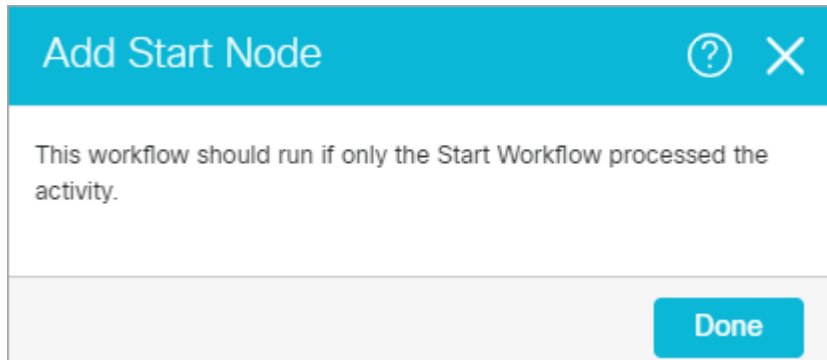 Add Start Node
This workflow should run if only the Start Workflow processed the
activity.
Done